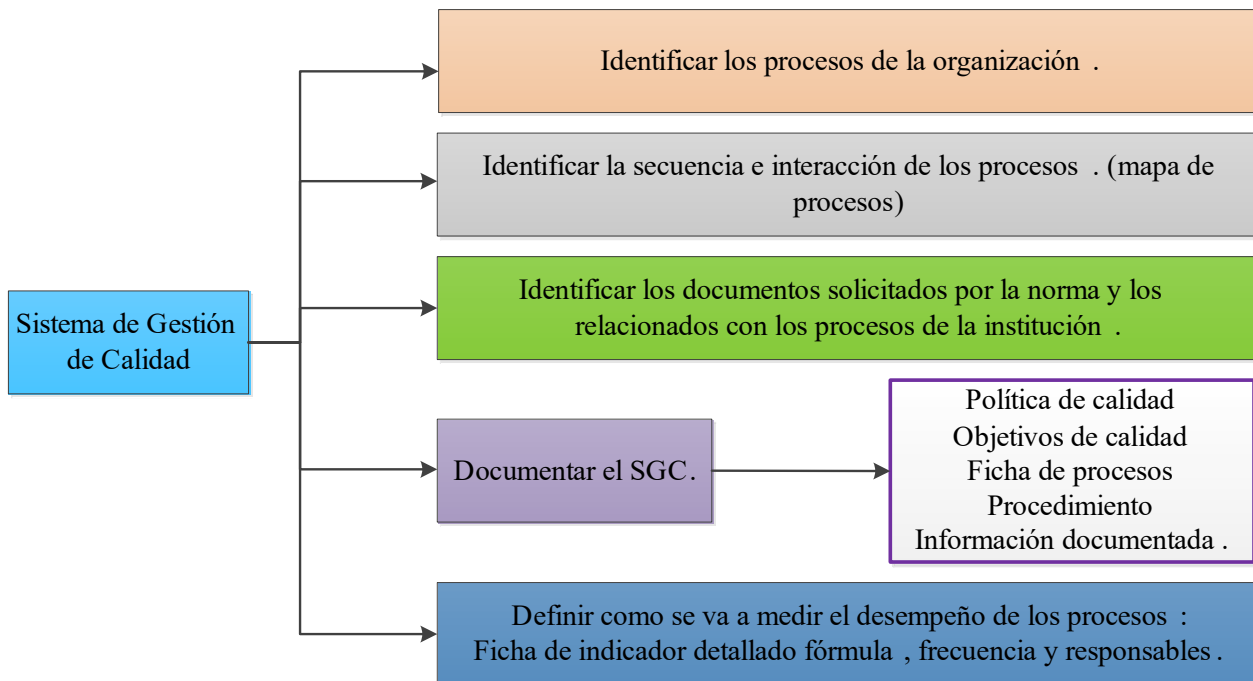 Identificar los procesos de la organización .
Identificar la secuencia e interacción de los procesos . (mapa de
procesos)
Identificar los documentos solicitados por la norma y los
relacionados con los procesos de la institución .
Sistema de Gestión
de Calidad
Documentar el SGC.
Política de calidad
Objetivos de calidad
Ficha de procesos
Procedimiento
Información documentada .
Definir como se va a medir el desempeño de los procesos :
Ficha de indicador detallado fórmula , frecuencia y responsables .